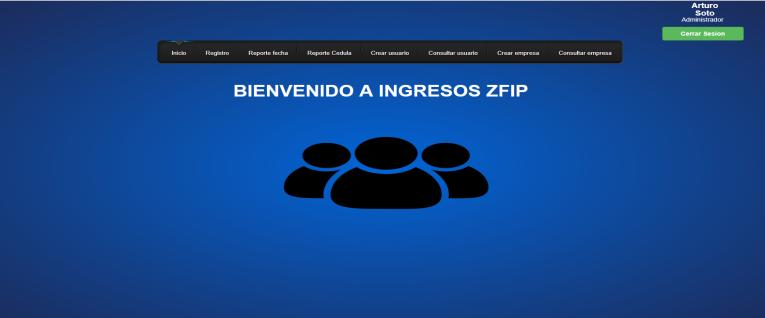 Arturo
Soto
Administrador
Cerrar Sesion
Inicio Registro Reporte fecha Reporte Cedula Crear usuario Consultar usuario Crear empresa Consultar empresa
BIENVENIDO A INGRESOS ZFIP